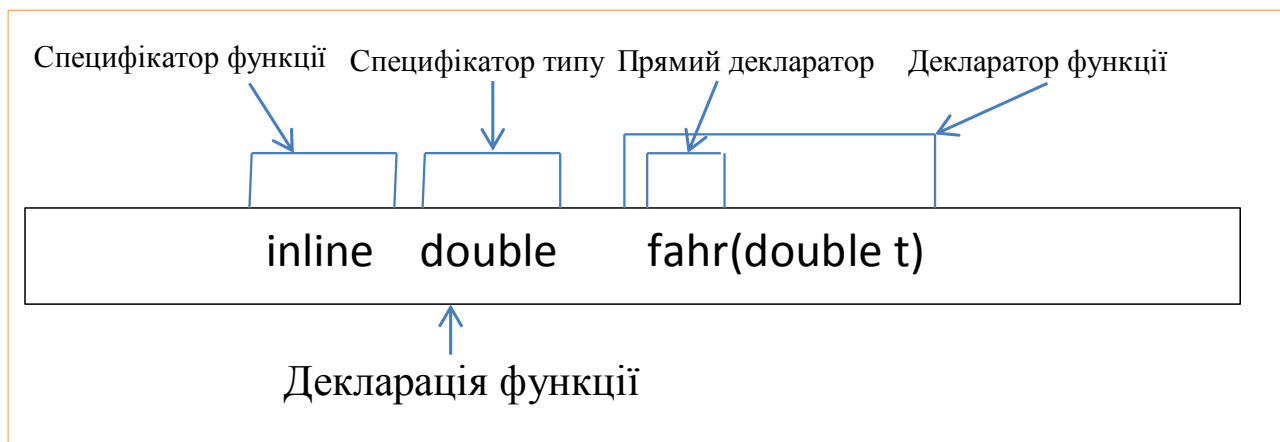 Специфікатор функції Специфікатор типу Прямий декларатор Декларатор функції
inline double fahr(double t)
Декларація функції